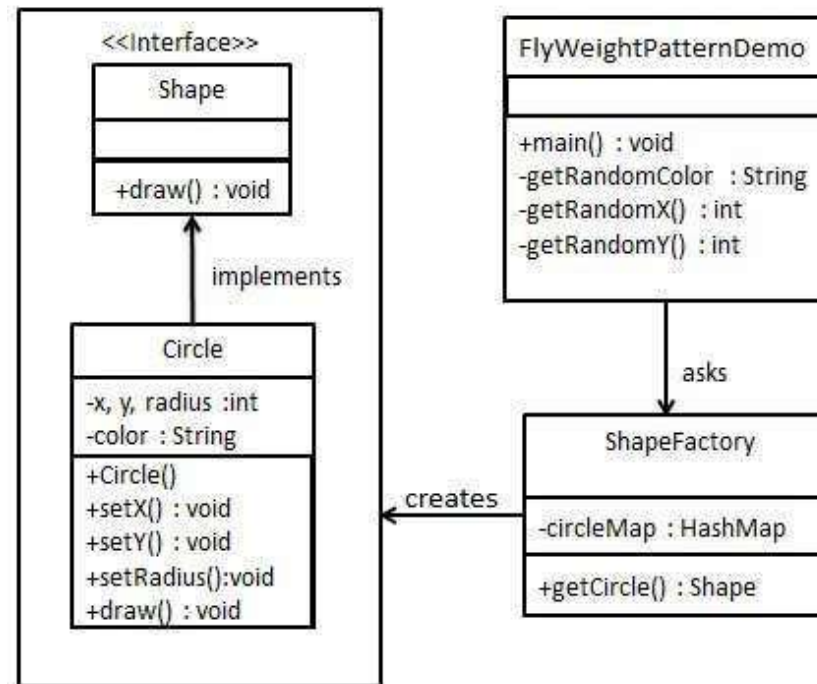 <<Interface>>
Shape
+draw() : void
implements
Circle
-x, y, radius :int
-color : String
+Circle()
+setX() : void
+setY() : void
+setRadius():void
+draw() : void
FlyWeightPatternDemo
+main() : void
-getRandomColor : String
-getRandomX() : int
-getRandomY() : int
asks
ShapeFactory
-circleMap : HashMap
+getCircle() : Shape
creates